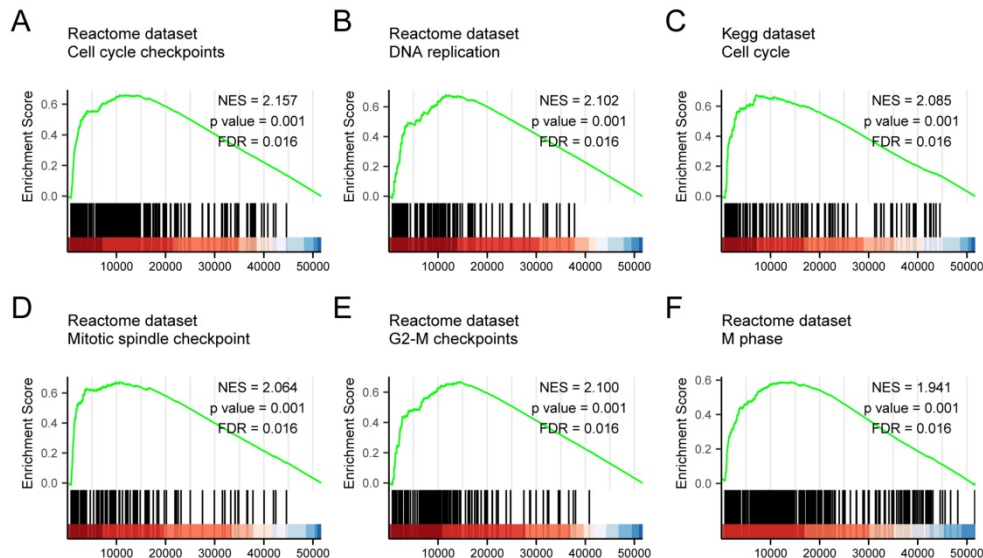 A
Reactome dataset
Cell cycle checkpoints
Enrichment Score
0.6
0.4
0.2
0.0
NES = 2.157
p value = 0.001
FDR = 0.016
10000 20000 30000 40000 50000
B
Reactome dataset
DNA replication
Enrichment Score
0.6
0.4
0.2
0.0
NES = 2.102
p value = 0.001
FDR = 0.016
10000 20000 30000 40000 50000
C
Kegg dataset
Cell cycle
Enrichment Score
0.6
0.4
0.2
0.0
NES = 2.085
p value = 0.001
FDR = 0.016
10000 20000 30000 40000 50000
D
Reactome dataset
Mitotic spindle checkpoint
Enrichment Score
0.6
0.4
0.2
0.0
NES = 2.064
p value = 0.001
FDR = 0.016
10000 20000 30000 40000 50000
E
Reactome dataset
G2-M checkpoints
Enrichment Score
0.6
0.4
0.2
0.0
NES = 2.100
p value = 0.001
FDR = 0.016
10000 20000 30000 40000 50000
F
Reactome dataset
M phase
Enrichment Score
0.6
0.4
0.2
0.0
NES = 1.941
p value = 0.001
FDR = 0.016
10000 20000 30000 40000 50000